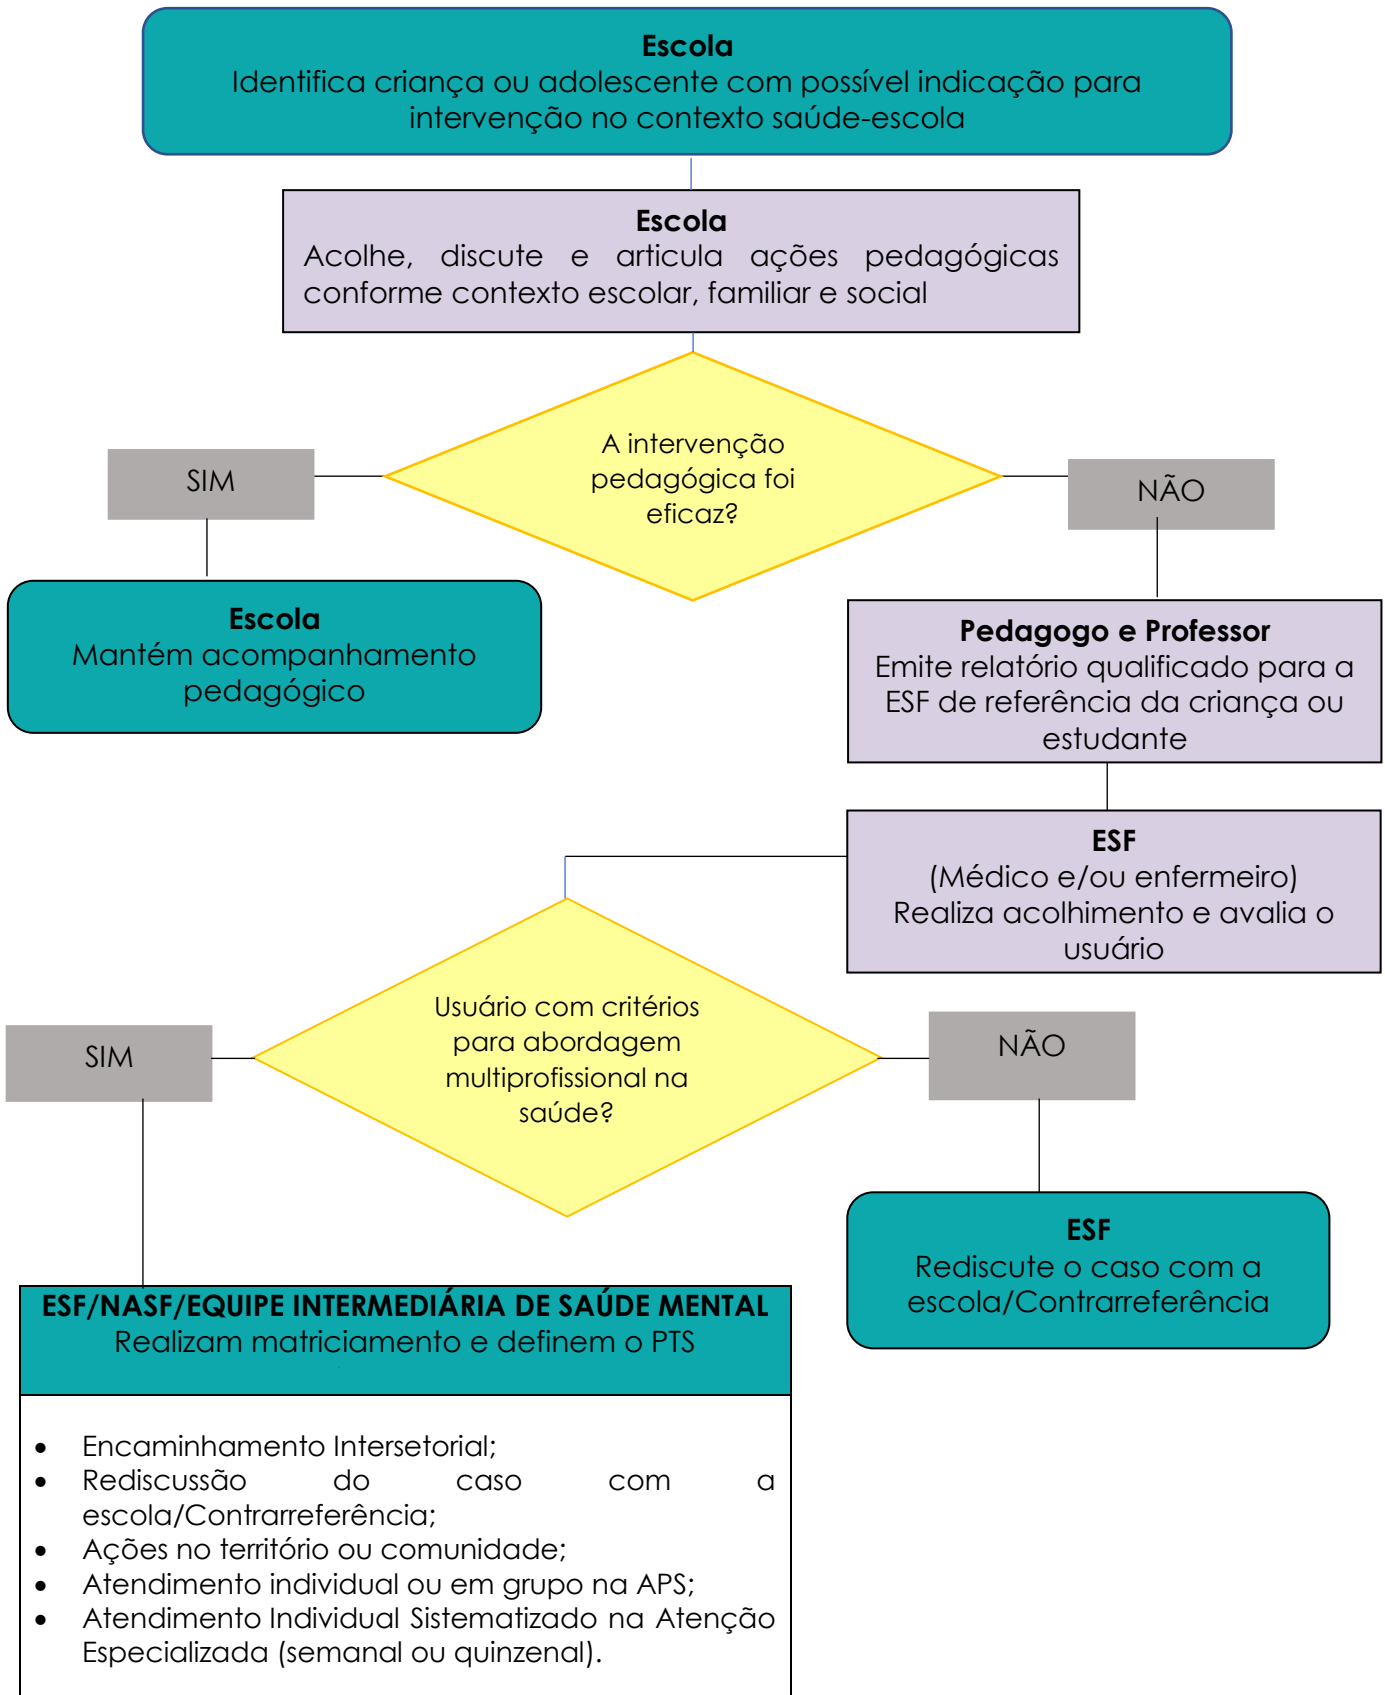 Escola
Identifica criança ou adolescente com possível indicação para
intervenção no contexto saúde-escola
Escola
Acolhe, discute e articula ações pedagógicas
conforme contexto escolar, familiar e social
A intervenção
pedagógica foi
eficaz?
SIM
NÃO
Escola
Mantém acompanhamento
pedagógico
Pedagogo e Professor
Emite relatório qualificado para a
ESF de referência da criança ou
estudante
ESF
(Médico e/ou enfermeiro)
Realiza acolhimento e avalia o
usuário
Usuário com critérios
para abordagem
multiprofissional na
saúde?
SIM
NÃO
ESF
Rediscute o caso com a
escola/Contrarreferência
ESF/NASF/EQUIPE INTERMEDIÁRIA DE SAÚDE MENTAL
Realizam matriciamento e definem o PTS
• Encaminhamento Intersetorial;
• Rediscussão do caso com a
escola/Contrarreferência;
• Ações no território ou comunidade;
• Atendimento individual ou em grupo na APS;
• Atendimento Individual Sistematizado na Atenção
Especializada (semanal ou quinzenal).